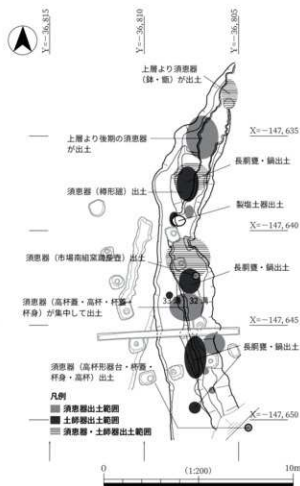 Y=-36,815
Y=-36,810
Y=-36,805
上層より須恵器
（鉢・甑）が出土
X=-147,635
上層より後期の須恵器
が出土
長胴甕・鍋出土
須恵器（樽形𤭯）出土
製塩土器出土
X=-147,640
須恵器（市場南組窯産壺）出土
長胴甕・鍋出土
須恵器（高杯蓋・高杯・杯蓋・
杯身）が集中して出土
32溝
X=-147,645
長胴甕・鍋出土
須恵器（高杯形器台・杯蓋・
杯身・高杯）出土
凡例
須恵器出土範囲
土師器出土範囲
須恵器・土師器出土範囲
X=-147,650
0
(1:200)
10m